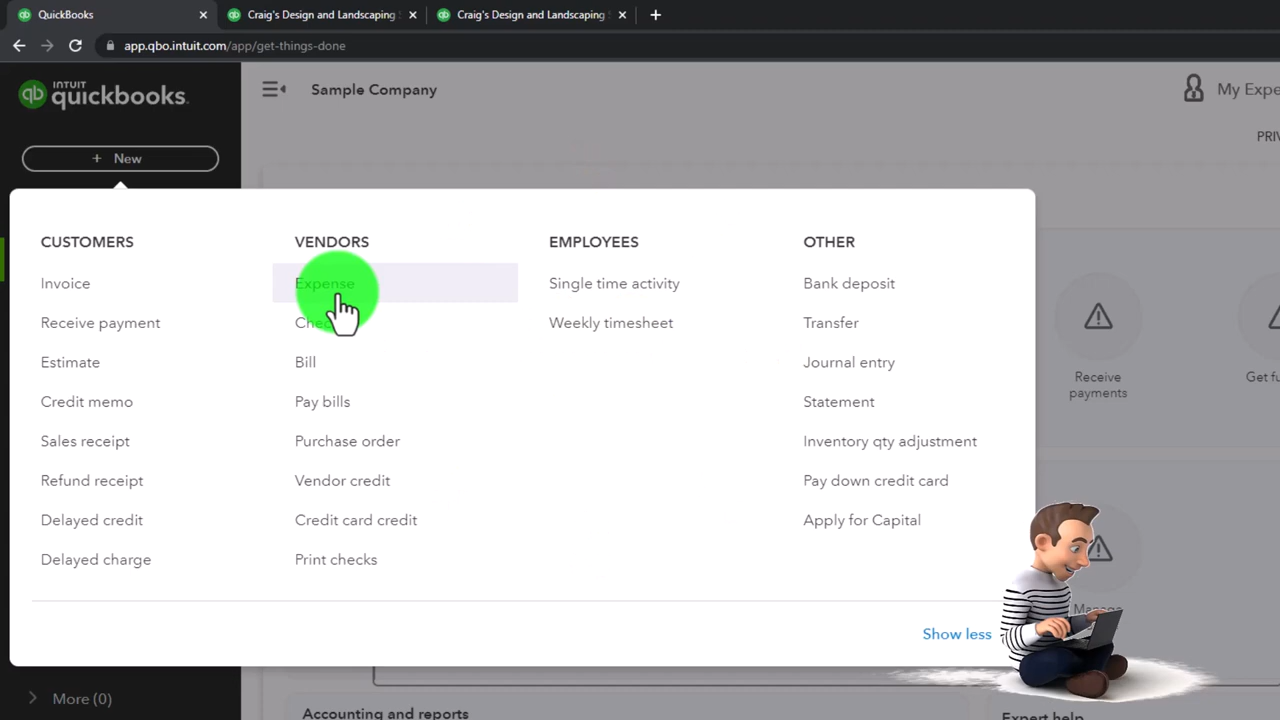 QuickBooks
Craig's Design and Landscaping
Craig's Design and Landscaping
app.qbo.intuit.com/app/get-things-done
qb INTUIT quickbooks.
Sample Company
My Expe
+ New
PRIV
CUSTOMERS
Invoice
Receive payment
Estimate
Credit memo
Sales receipt
Refund receipt
Delayed credit
Delayed charge
VENDORS
Expense
Check
Bill
Pay bills
Purchase order
Vendor credit
Credit card credit
Print checks
EMPLOYEES
Single time activity
Weekly timesheet
OTHER
Bank deposit
Transfer
Journal entry
Statement
Inventory qty adjustment
Pay down credit card
Apply for Capital
Show less
Receive
payments
Get fu
Manage
More (0)
Accounting and reports
Expert help